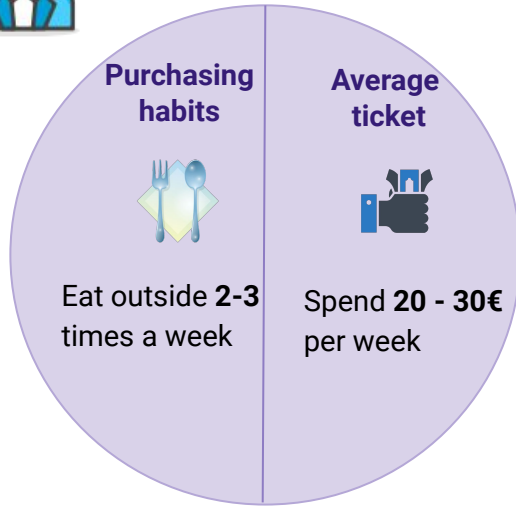 Purchasing
habits
Eat outside 2-3
times a week
Average
ticket
Spend 20 - 30€
per week